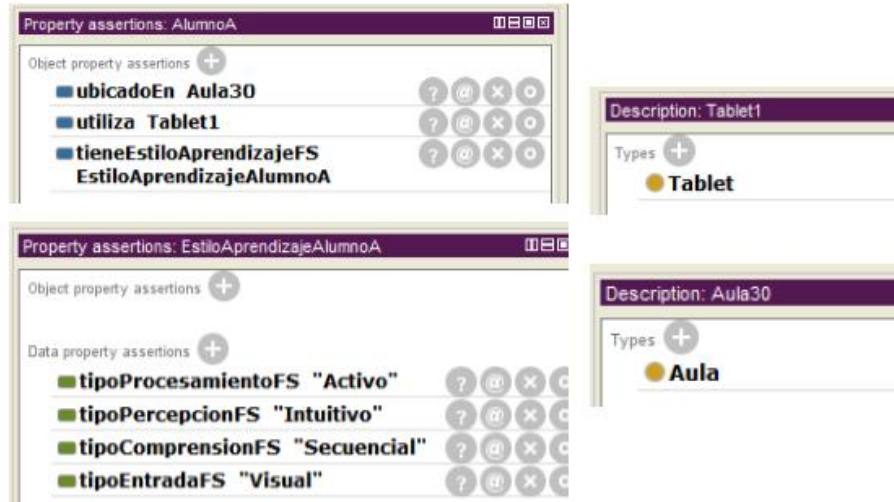 Property assertions: AlumnoA
Object property assertions
ubicadoEn Aula30
utiliza Tablet1
tieneEstiloAprendizajeFS
EstiloAprendizajeAlumnoA
Property assertions: EstiloAprendizajeAlumnoA
Object property assertions
Data property assertions
tipoProcesamientoFS "Activo"
tipoPercepcionFS "Intuitivo"
tipoComprensionFS "Secuencial"
tipoEntradaFS "Visual"
Description: Tablet1
Types
Tablet
Description: Aula30
Types
Aula